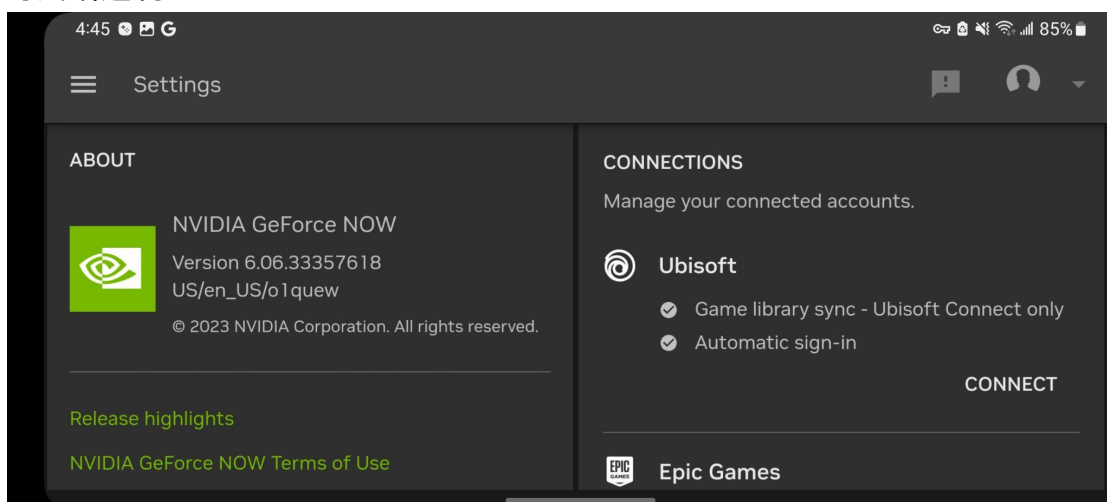 4:45 G 85%
Settings
ABOUT
NVIDIA GeForce NOW
Version 6.06.33357618
US/en_US/o1quew
© 2023 NVIDIA Corporation. All rights reserved.
Release highlights
NVIDIA GeForce NOW Terms of Use
CONNECTIONS
Manage your connected accounts.
Ubisoft
Game library sync - Ubisoft Connect only
Automatic sign-in
CONNECT
EPIC GAMES
Epic Games